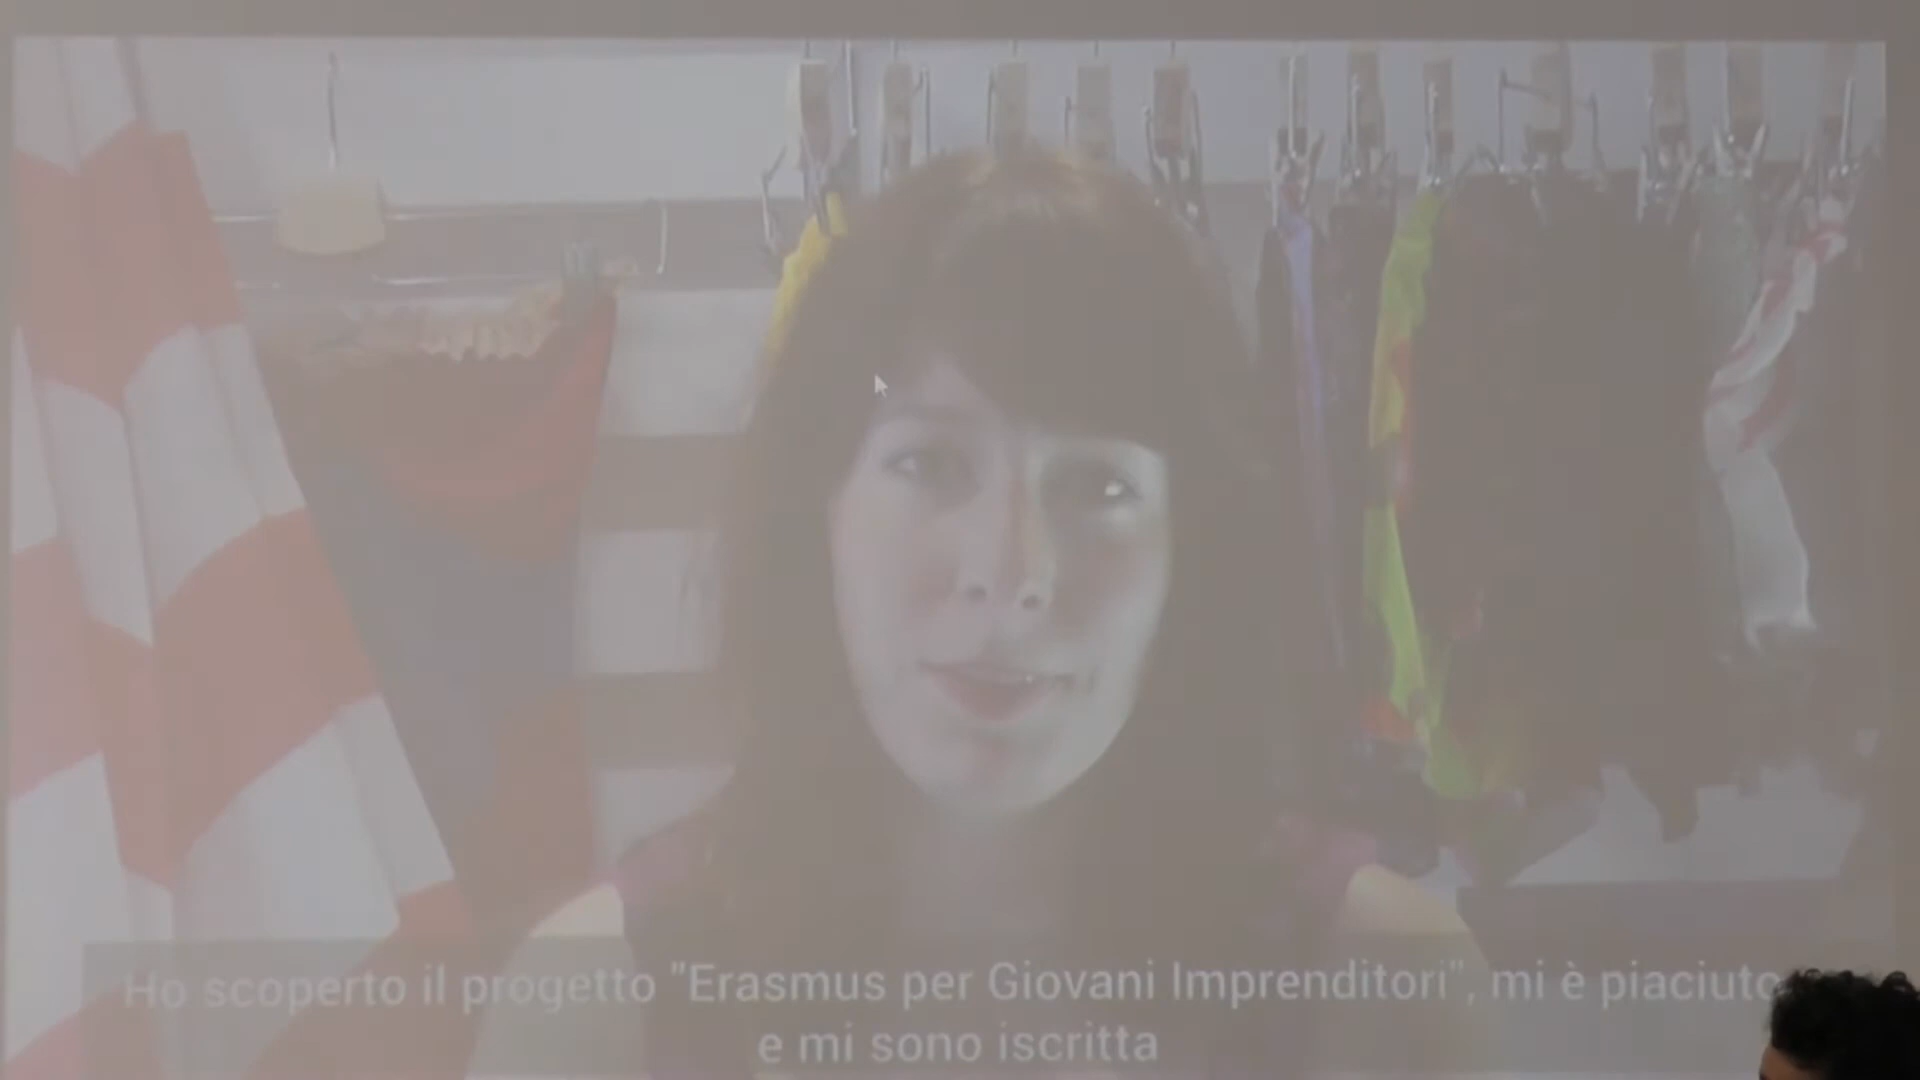 Ho scoperto il progetto "Erasmus per Giovani Imprenditori", mi è piaciuto
e mi sono iscritta